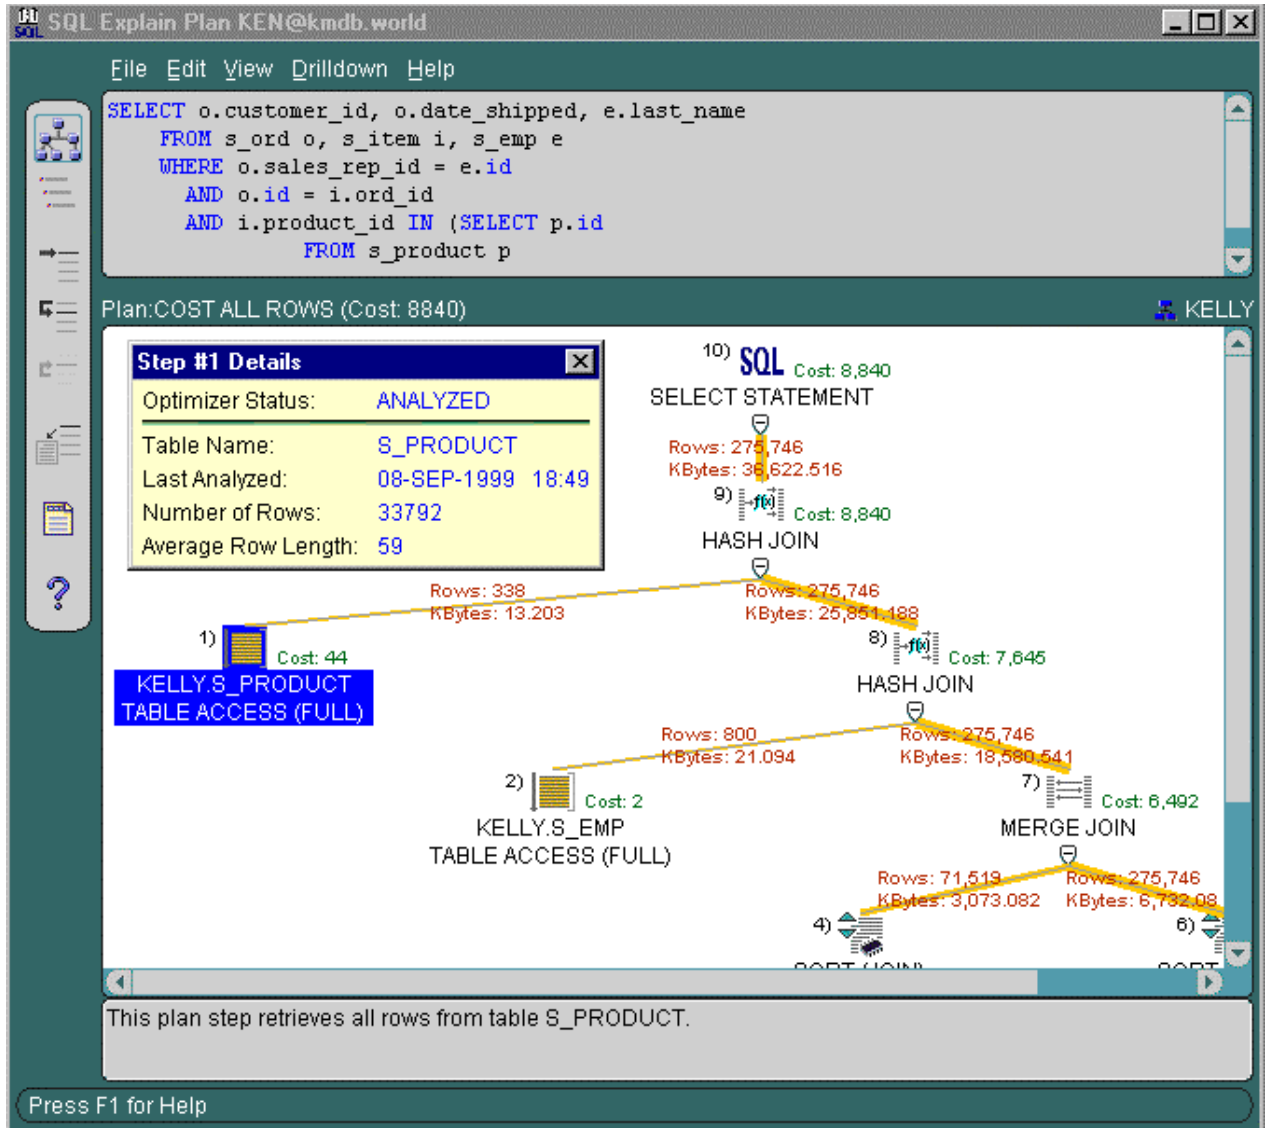 SQL Explain Plan KEN@kmdb.world
File Edit View Drilldown Help
SELECT o.customer_id, o.date_shipped, e.last_name
FROM s_ord o, s_item i, s_emp e
WHERE o.sales_rep_id = e.id
AND o.id = i.ord_id
AND i.product_id IN (SELECT p.id
FROM s_product p
Plan:COST ALL ROWS (Cost: 8840)
KELLY
Step #1 Details
Optimizer Status: ANALYZED
Table Name: S_PRODUCT
Last Analyzed: 08-SEP-1999 18:49
Number of Rows: 33792
Average Row Length: 59
10) SQL Cost: 8,840
SELECT STATEMENT
Rows: 275,746
KBytes: 36,622.516
9) f(x) Cost: 8,840
HASH JOIN
Rows: 338
KBytes: 13.203
Rows: 275,746
KBytes: 25,851.188
1) Cost: 44
KELLY.S_PRODUCT
TABLE ACCESS (FULL)
8) f(x) Cost: 7,645
HASH JOIN
Rows: 800
KBytes: 21.094
Rows: 275,746
KBytes: 18,580.541
2) Cost: 2
KELLY.S_EMP
TABLE ACCESS (FULL)
7) Cost: 6,492
MERGE JOIN
Rows: 71,519
KBytes: 3,073.082
Rows: 275,746
KBytes: 6,732.08
4)
6)
SORT (JOIN)
SORT
This plan step retrieves all rows from table S_PRODUCT.
Press F1 for Help